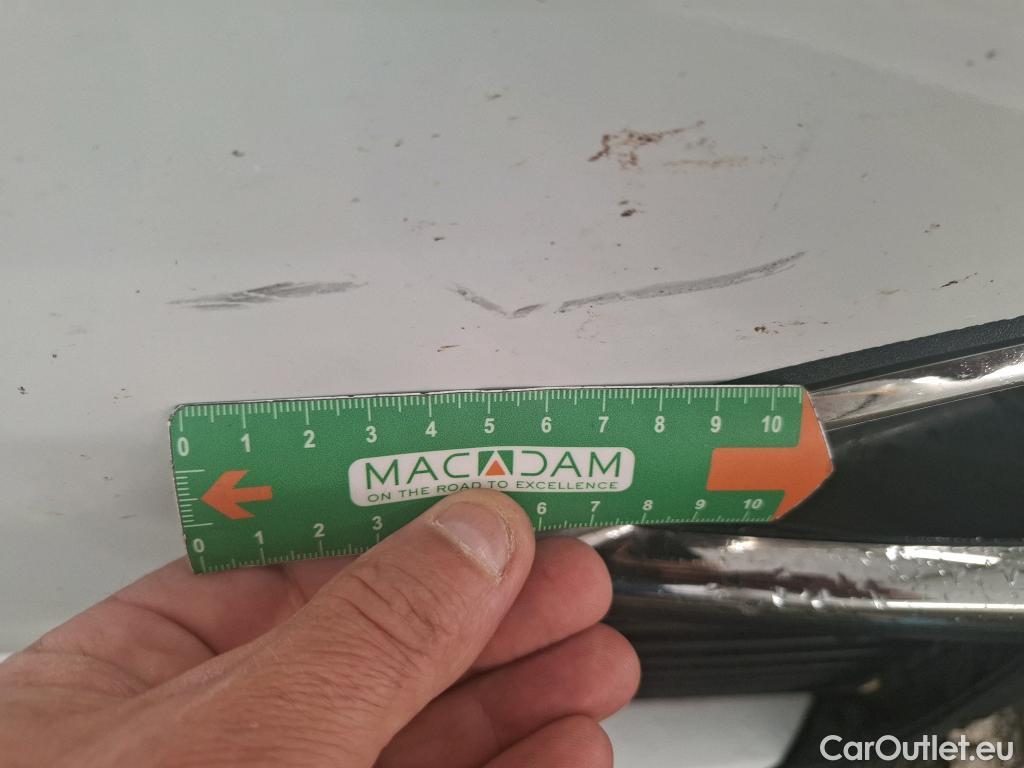 0 1 2 3 4 5 6 7 8 9 10
MACADAM
ON THE ROAD TO EXCELLENCE
0 1 2 3 6 7 8 9 10
CarOutlet.eu